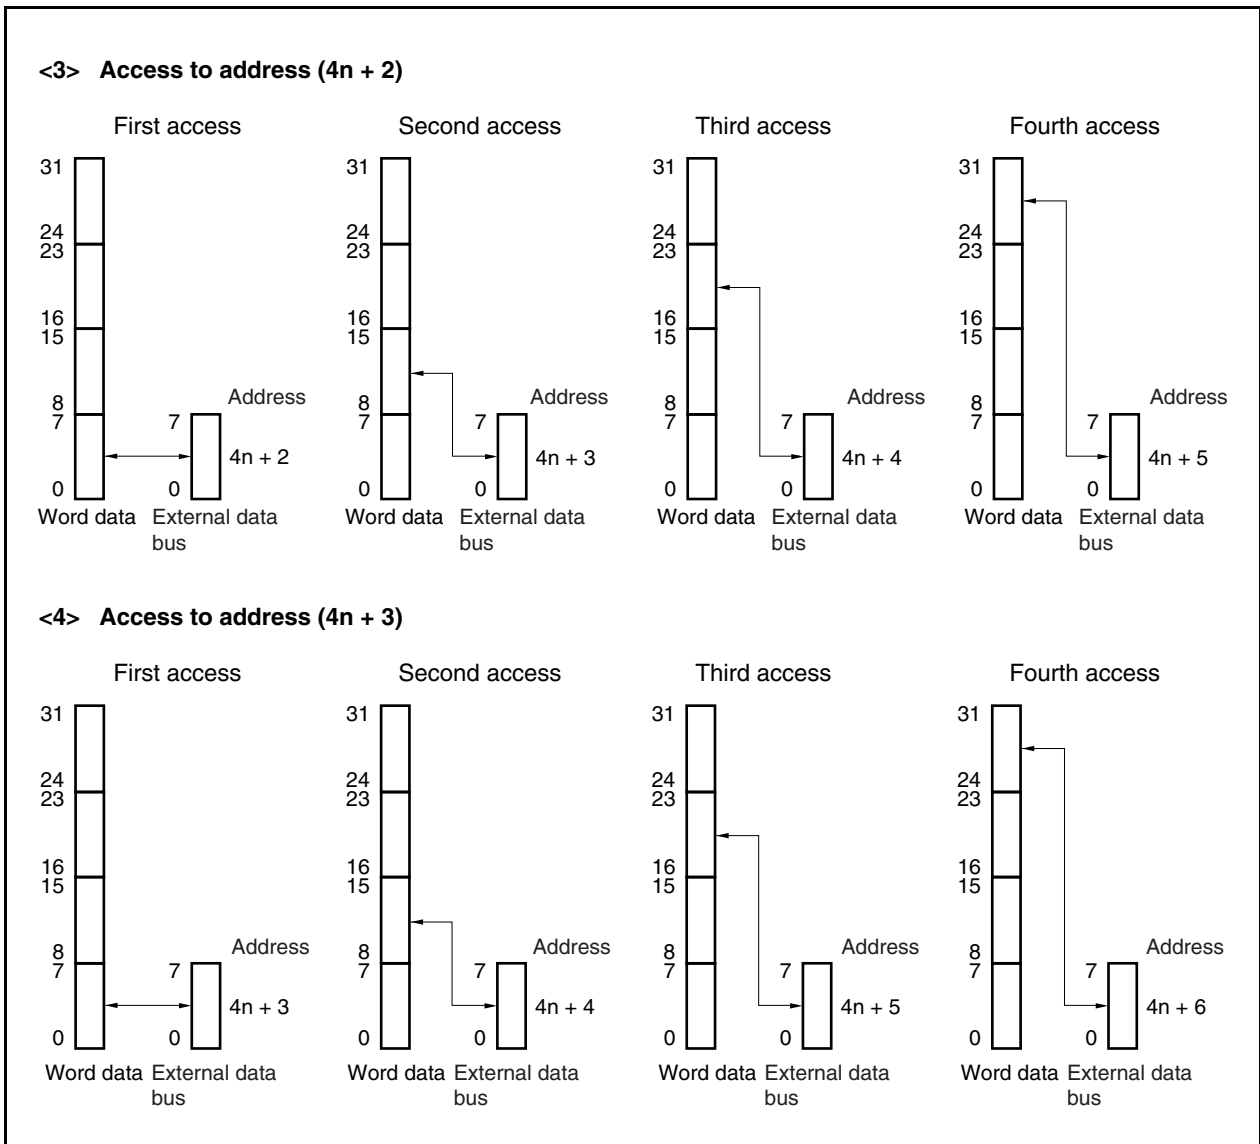 <3> Access to address (4n + 2)
First access
Second access
Third access
Fourth access
31
24
23
16
15
8
7
0
7
0
Address
4n + 2
Word data
External data
bus
31
24
23
16
15
8
7
0
7
0
Address
4n + 3
Word data
External data
bus
31
24
23
16
15
8
7
0
7
0
Address
4n + 4
Word data
External data
bus
31
24
23
16
15
8
7
0
7
0
Address
4n + 5
Word data
External data
bus
<4> Access to address (4n + 3)
First access
Second access
Third access
Fourth access
31
24
23
16
15
8
7
0
7
0
Address
4n + 3
Word data
External data
bus
31
24
23
16
15
8
7
0
7
0
Address
4n + 4
Word data
External data
bus
31
24
23
16
15
8
7
0
7
0
Address
4n + 5
Word data
External data
bus
31
24
23
16
15
8
7
0
7
0
Address
4n + 6
Word data
External data
bus